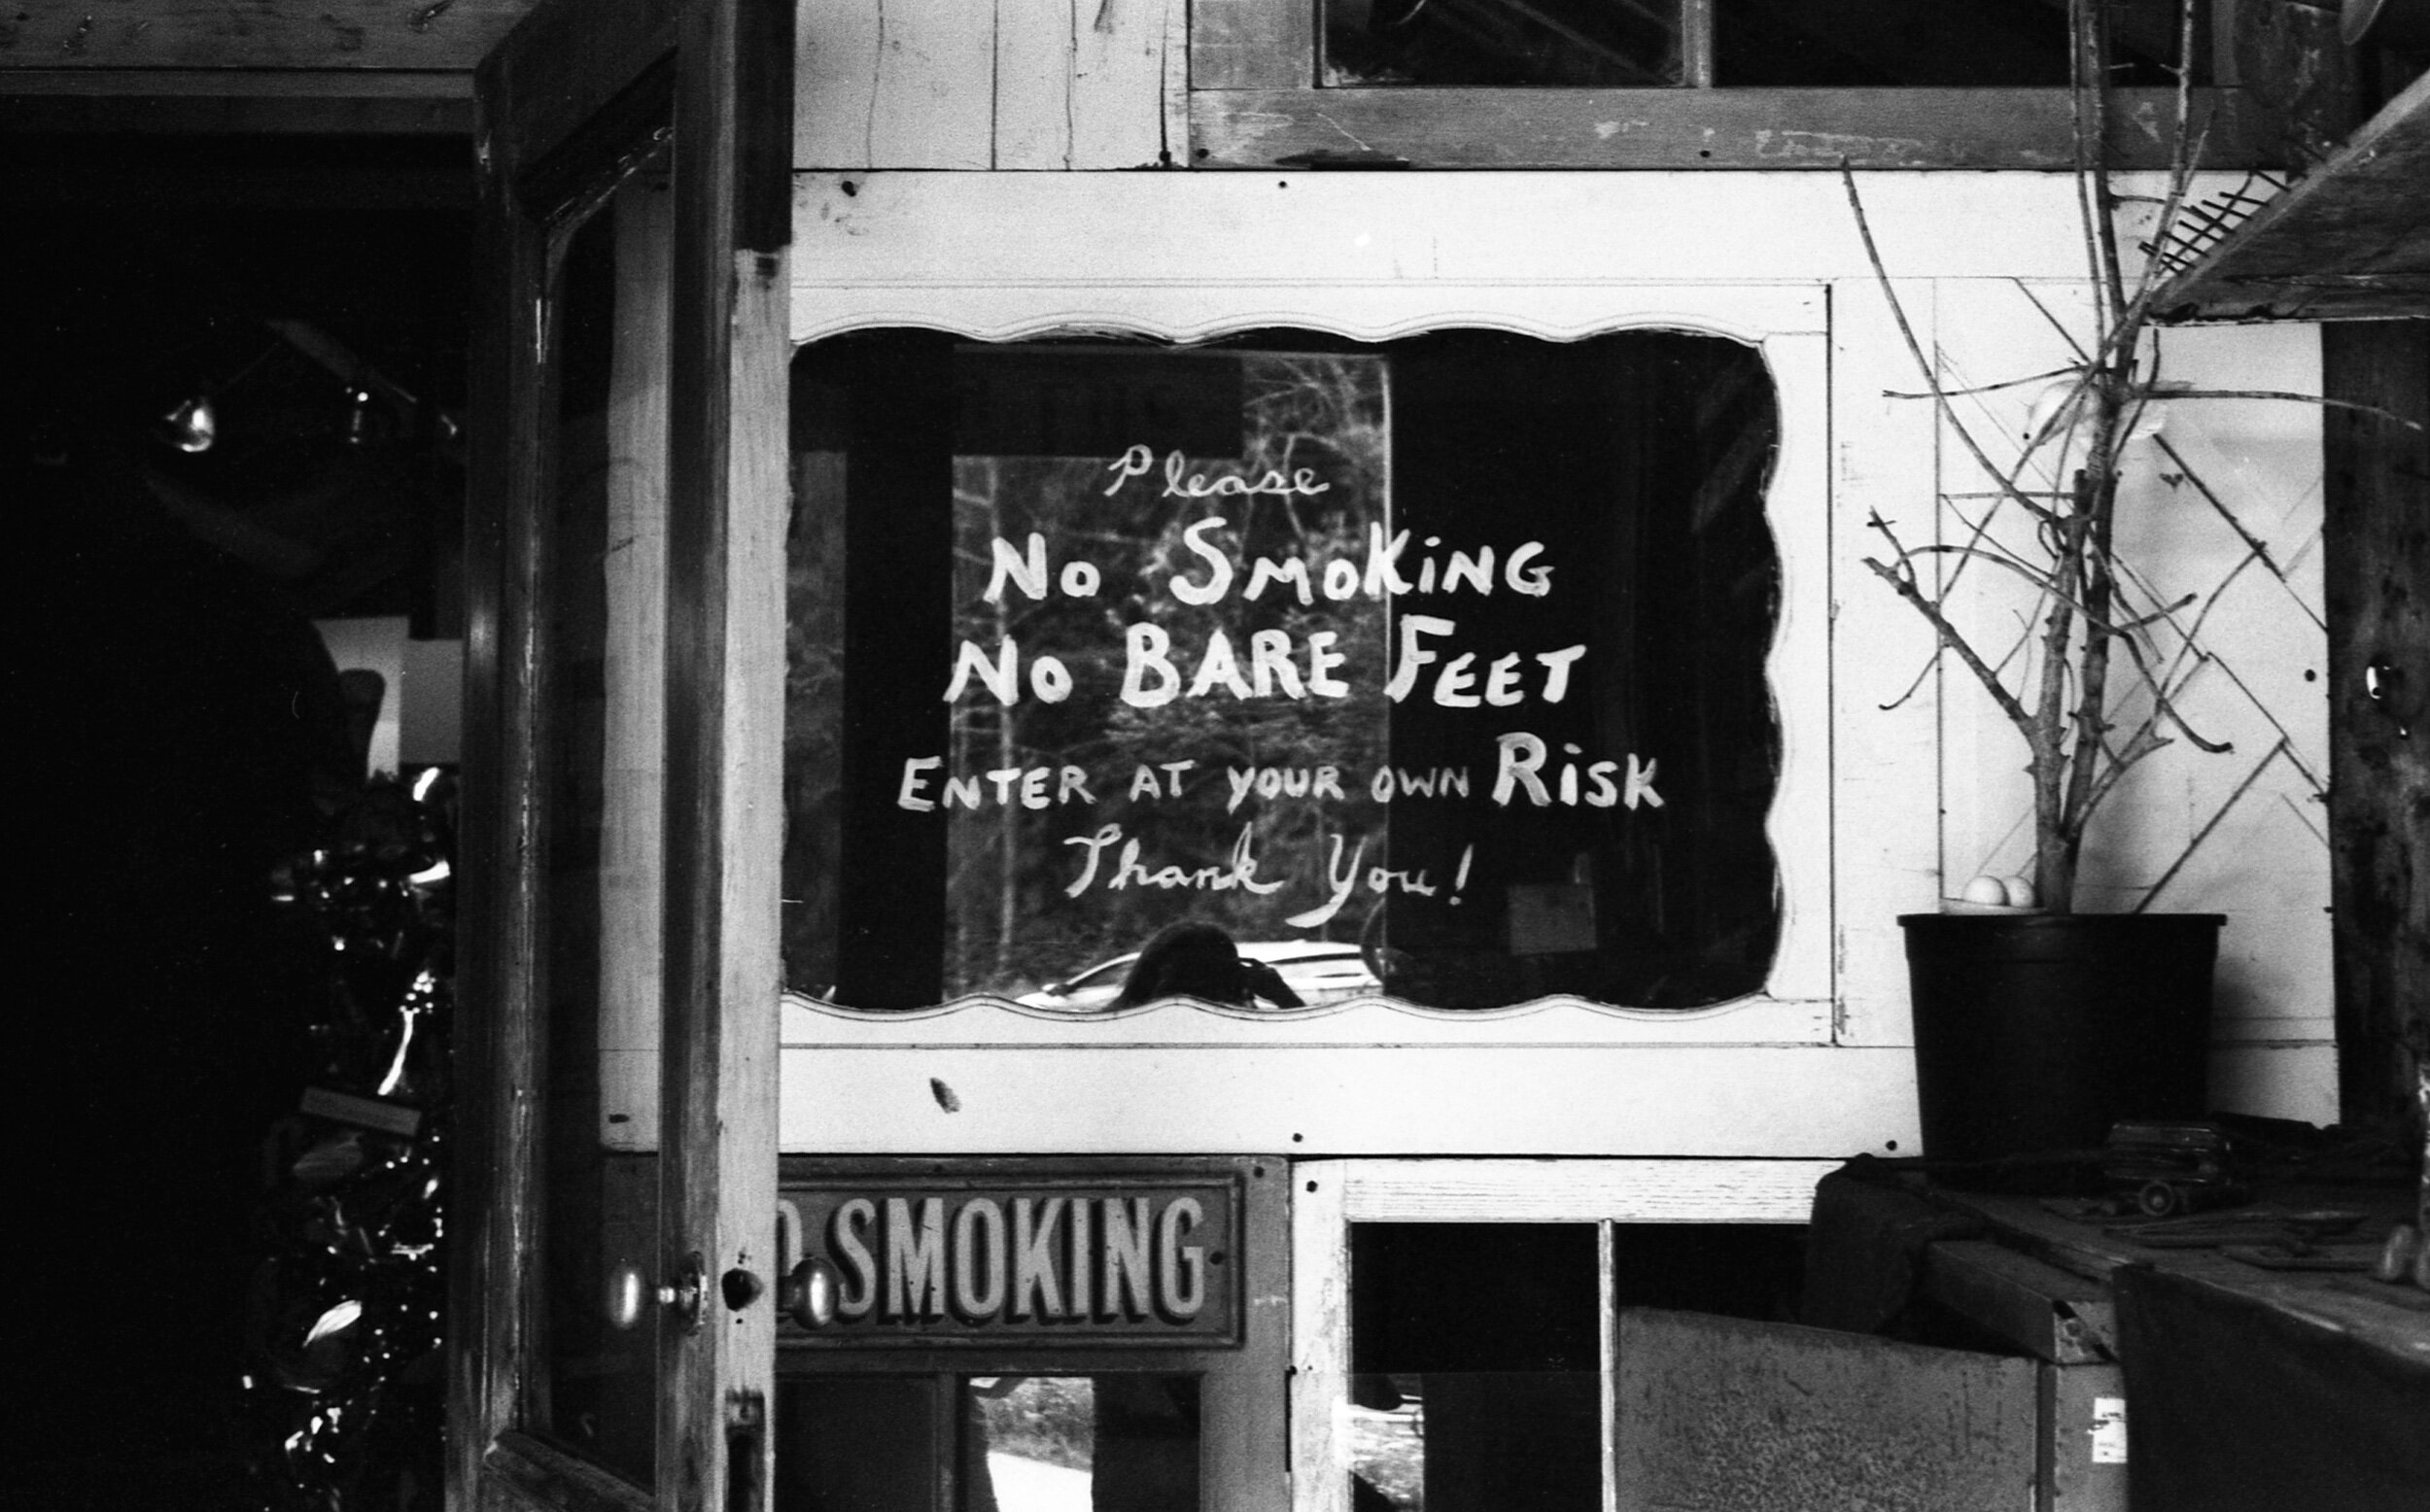 Please
No SMoKiNG
No BARE FEET
ENTER AT YOUR OWN RiSK
Thank You!
O SMOKING